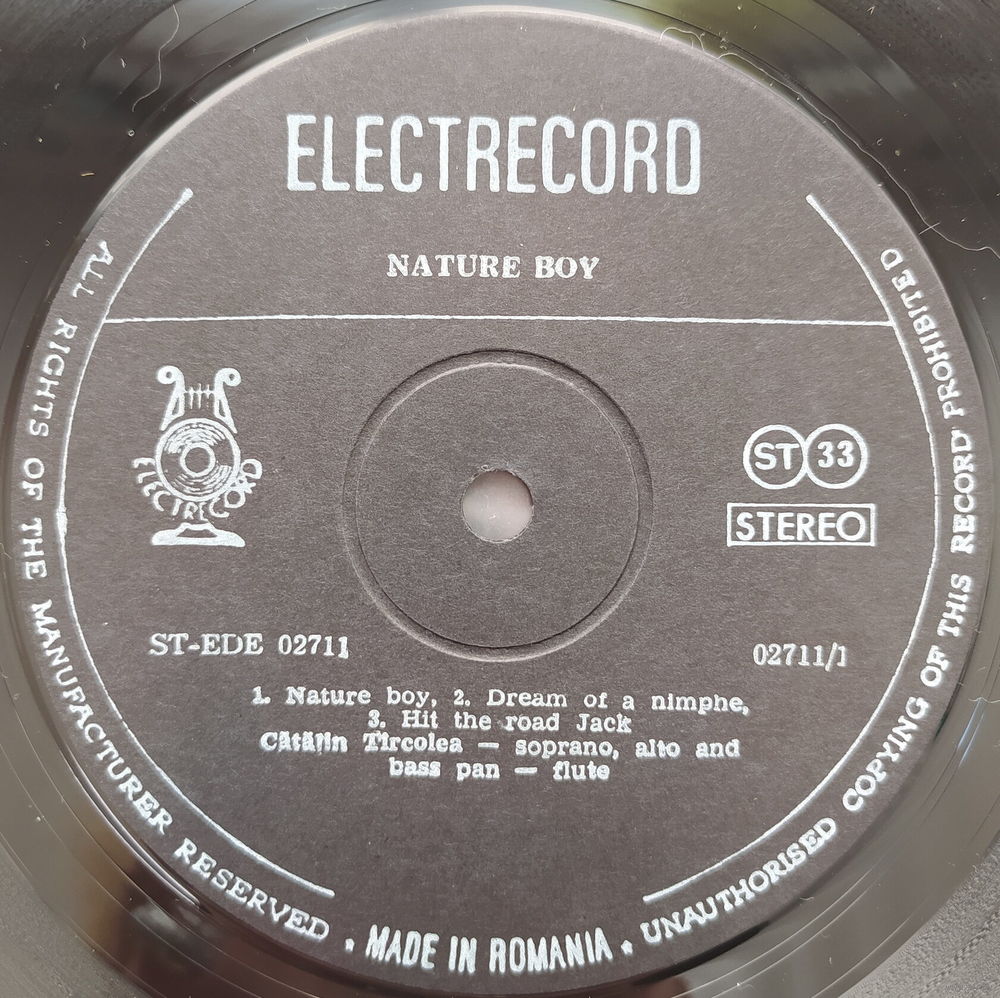 ELECTRECORD
NATURE BOY
ELECTRECORD
ST 33
STEREO
ST-EDE 02711
02711/1
1. Nature boy, 2. Dream of a nimphe,
3. Hit the road Jack
Cătălin Tîrcolea — soprano, alto and
bass pan — flute
ALL RIGHTS OF THE MANUFACTURER RESERVED • MADE IN ROMANIA • UNAUTHORISED COPYING OF THIS RECORD PROHIBITED